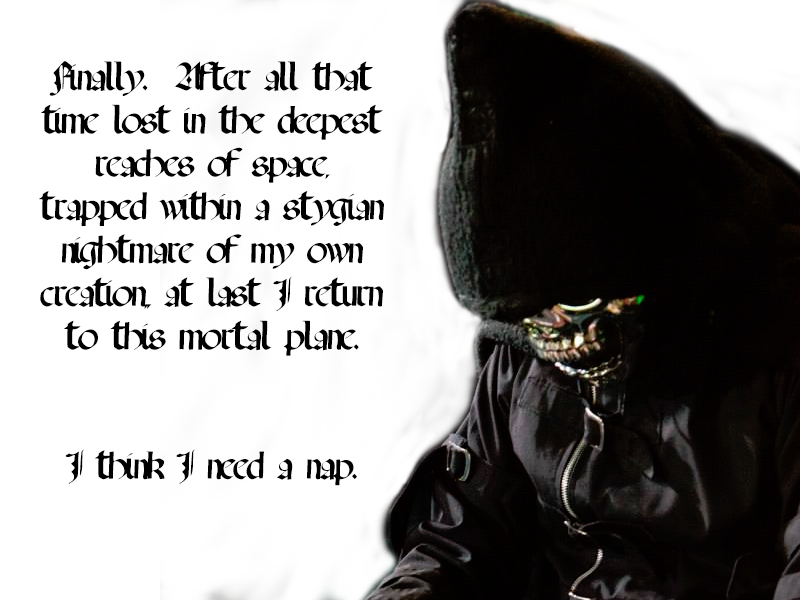 Finally. After all that
time lost in the deepest
reaches of space,
trapped within a stygian
nightmare of my own
creation, at last I return
to this mortal plane.
I think I need a nap.